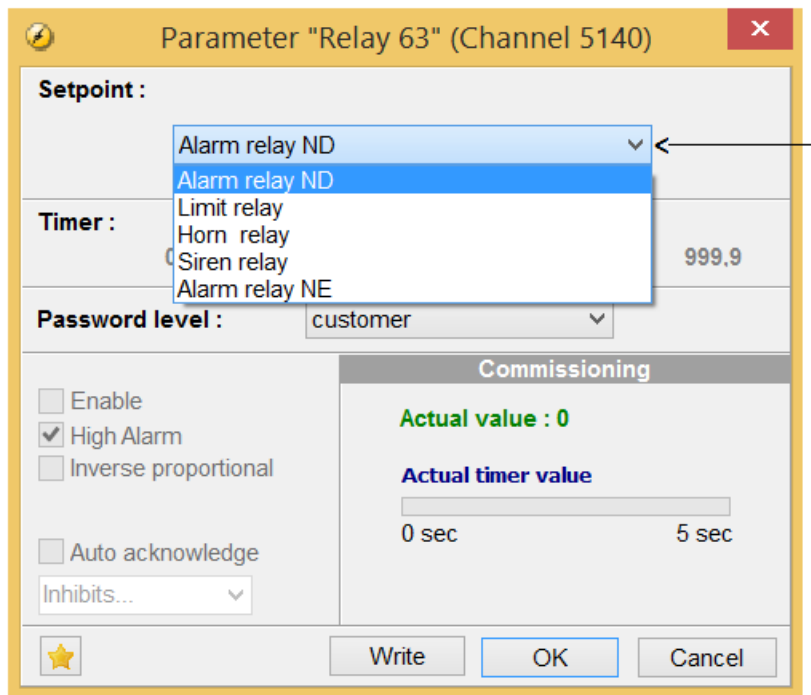 Parameter "Relay 63" (Channel 5140)
Setpoint :
Alarm relay ND
Alarm relay ND
Limit relay
Horn relay
Siren relay
Alarm relay NE
Timer :
999,9
Password level :
customer
Commissioning
Enable
High Alarm
Inverse proportional
Auto acknowledge
Inhibits...
Actual value : 0
Actual timer value
0 sec
5 sec
Write
OK
Cancel